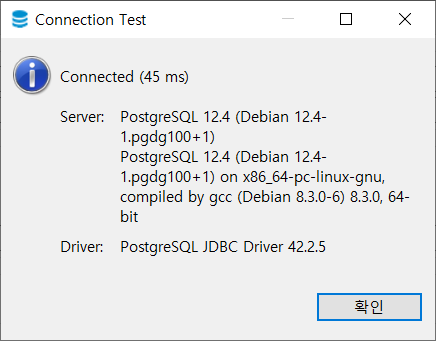 Connection Test
Connected (45 ms)
Server: PostgreSQL 12.4 (Debian 12.4-
1.pgdg100+1)
PostgreSQL 12.4 (Debian 12.4-
1.pgdg100+1) on x86_64-pc-linux-gnu,
compiled by gcc (Debian 8.3.0-6) 8.3.0, 64-
bit
Driver: PostgreSQL JDBC Driver 42.2.5
확인